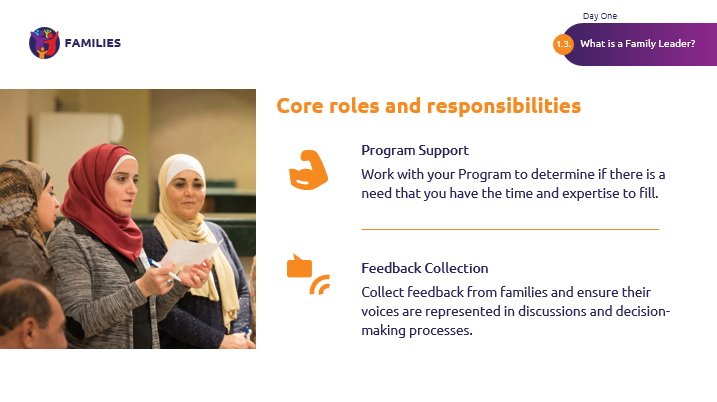 Day One
FAMILIES
1.3. What is a Family Leader?
Core roles and responsibilities
Program Support
Work with your Program to determine if there is a
need that you have the time and expertise to fill.
Feedback Collection
Collect feedback from families and ensure their
voices are represented in discussions and decision-
making processes.